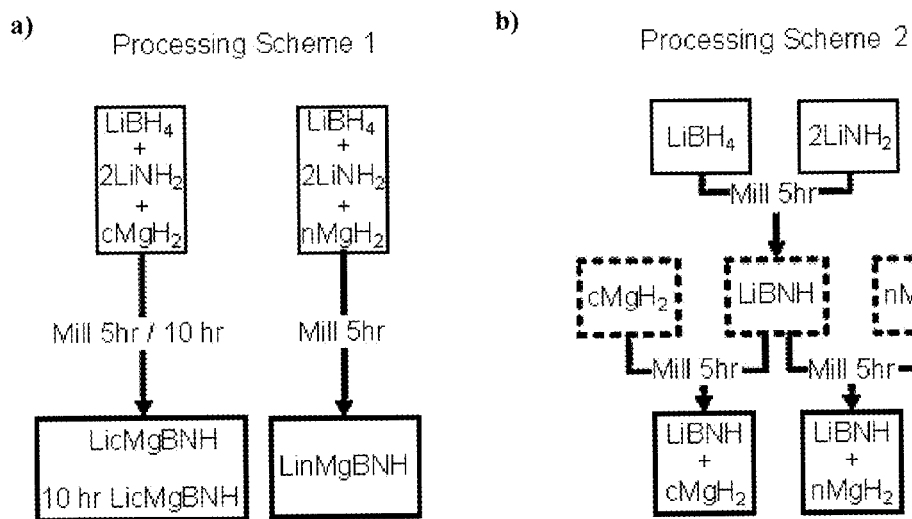 a)
Processing Scheme 1
LiBH₄
+
2LiNH₂
+
cMgH₂
LiBH₄
+
2LiNH₂
+
nMgH₂
Mill 5hr / 10 hr
Mill 5hr
LicMgBNH
10 hr LicMgBNH
LinMgBNH
b)
Processing Scheme 2
LiBH₄
2LiNH₂
Mill 5hr
cMgH₂
LiBNH
nM
Mill 5hr
Mill 5hr
LiBNH
+
cMgH₂
LiBNH
+
nMgH₂